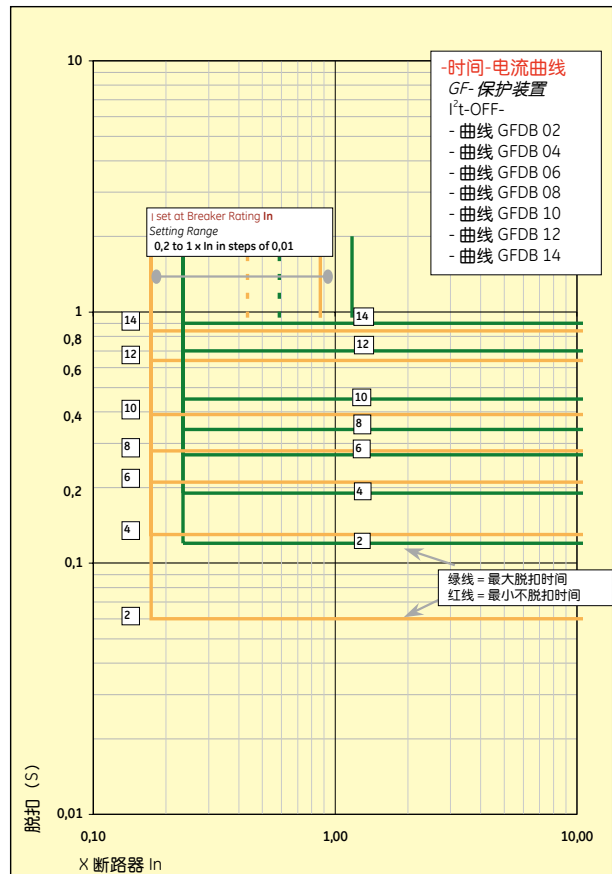 10
-时间-电流曲线
GF-保护装置
I²t-OFF-
- 曲线 GFDB 02
- 曲线 GFDB 04
- 曲线 GFDB 06
- 曲线 GFDB 08
- 曲线 GFDB 10
- 曲线 GFDB 12
- 曲线 GFDB 14
I set at Breaker Rating In
Setting Range
0,2 to 1 x In in steps of 0,01
1
14
14
0,8
12
12
0,6
10
10
0,4
8
8
6
6
0,2
4
4
2
0,1
绿线 = 最大脱扣时间
红线 = 最小不脱扣时间
2
脱扣（S）
0,01
0,10
1,00
10,00
X 断路器 In